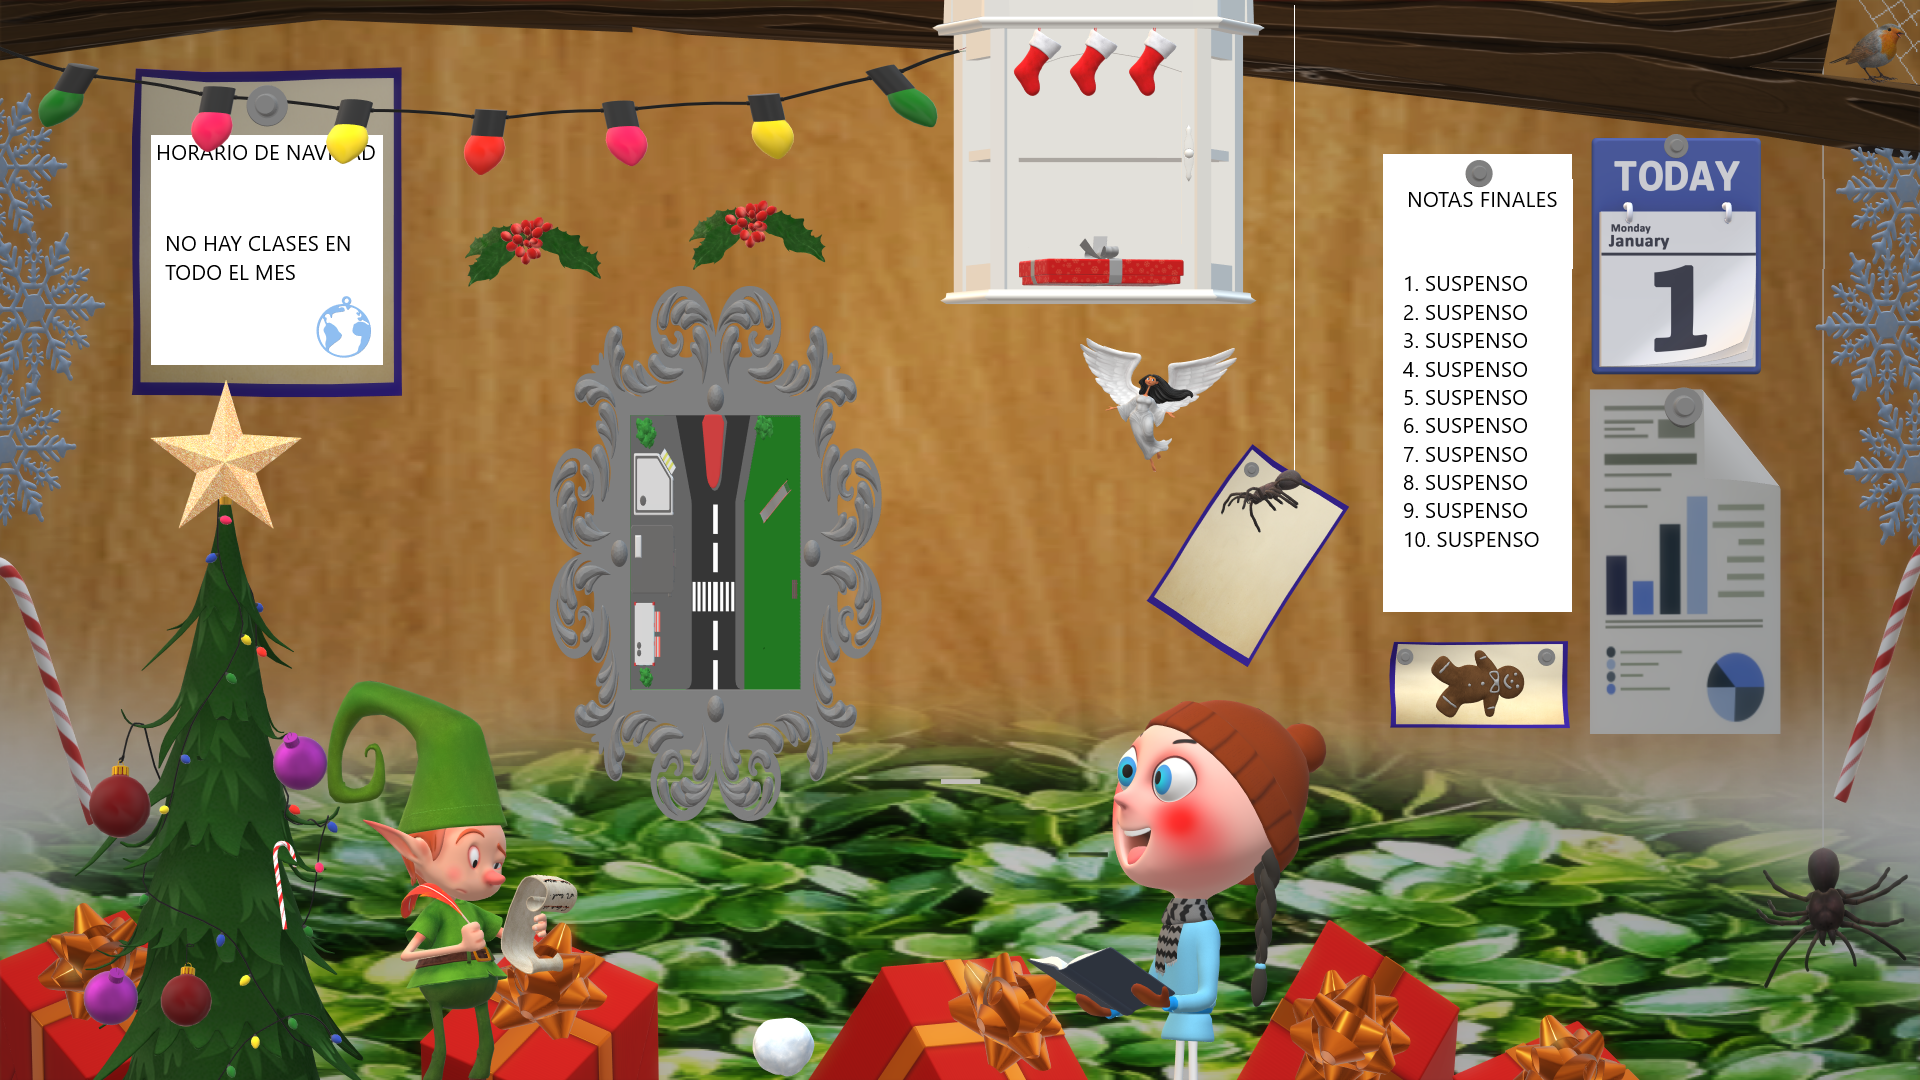 HORARIO DE NAVIDAD
NO HAY CLASES EN
TODO EL MES
NOTAS FINALES
1. SUSPENSO
2. SUSPENSO
3. SUSPENSO
4. SUSPENSO
5. SUSPENSO
6. SUSPENSO
7. SUSPENSO
8. SUSPENSO
9. SUSPENSO
10. SUSPENSO
TODAY
Monday
January
1